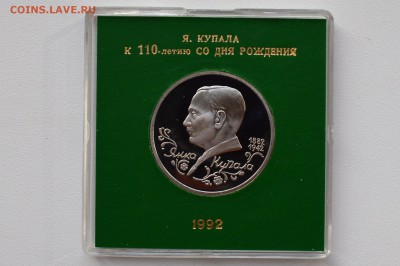 COINS.LAVE.RU
Я. КУПАЛА
К 110-летию СО ДНЯ РОЖДЕНИЯ
1882
1942
Янка Купала
1992